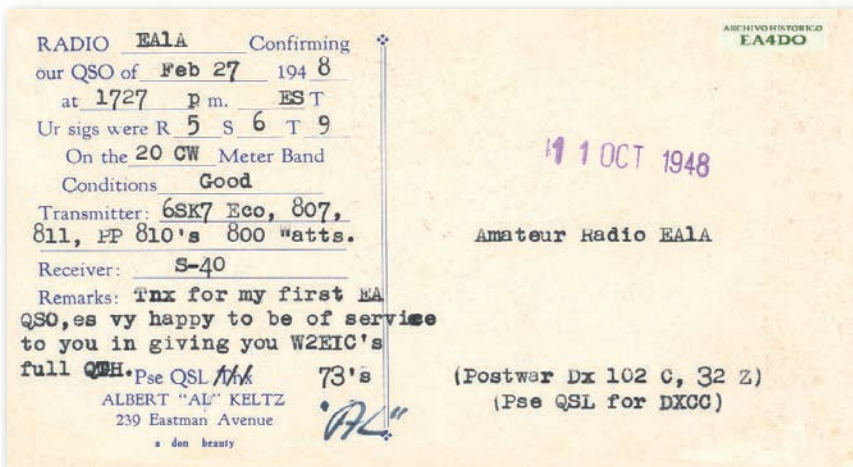 RADIO EA1A Confirming
our QSO of Feb 27 1948
at 1727 p m. EST
Ur sigs were R 5 S 6 T 9
On the 20 CW Meter Band
Conditions Good
Transmitter: 6SK7 Eco, 807,
811, PP 810's 800 Watts.
Receiver: S-40
Remarks: Tnx for my first EA
QSO,es vy happy to be of service
to you in giving you W2EIC's
full QTH. Pse QSL 73's
ALBERT "AL" KELTZ
239 Eastman Avenue
a don beauty
"AL"
ARCHIVO HISTORICO
EA4DO
11 OCT 1948
Amateur Radio EA1A
(Postwar Dx 102 C, 32 Z)
(Pse QSL for DXCC)